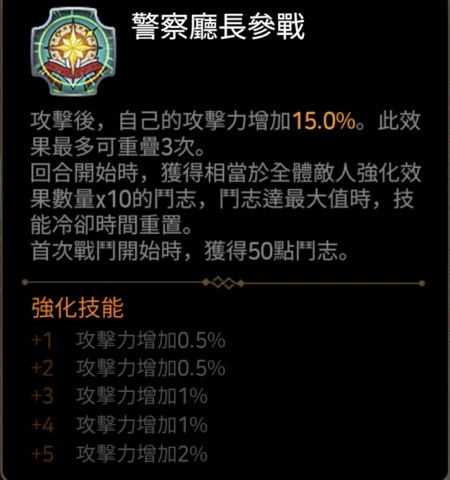 警察廳長參戰
攻擊後，自己的攻擊力增加15.0%。此效
果最多可重疊3次。
回合開始時，獲得相當於全體敵人強化效
果數量x10的鬥志，鬥志達最大值時，技
能冷卻時間重置。
首次戰鬥開始時，獲得50點鬥志。
強化技能
+1 攻擊力增加0.5%
+2 攻擊力增加0.5%
+3 攻擊力增加1%
+4 攻擊力增加1%
+5 攻擊力增加2%